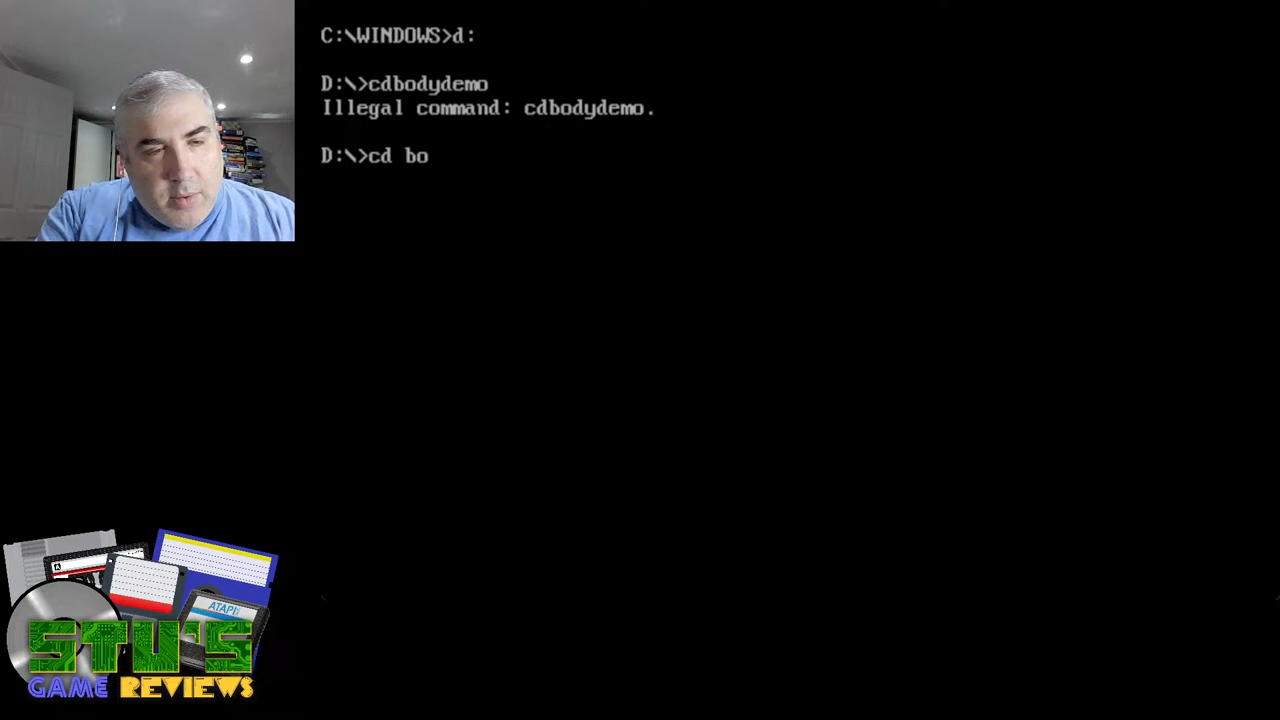 C:\WINDOWS>d:
D:\>cdbodydemo
Illegal command: cdbodydemo.
D:\>cd bo
A
ATAPI
STU'S
GAME REVIEWS